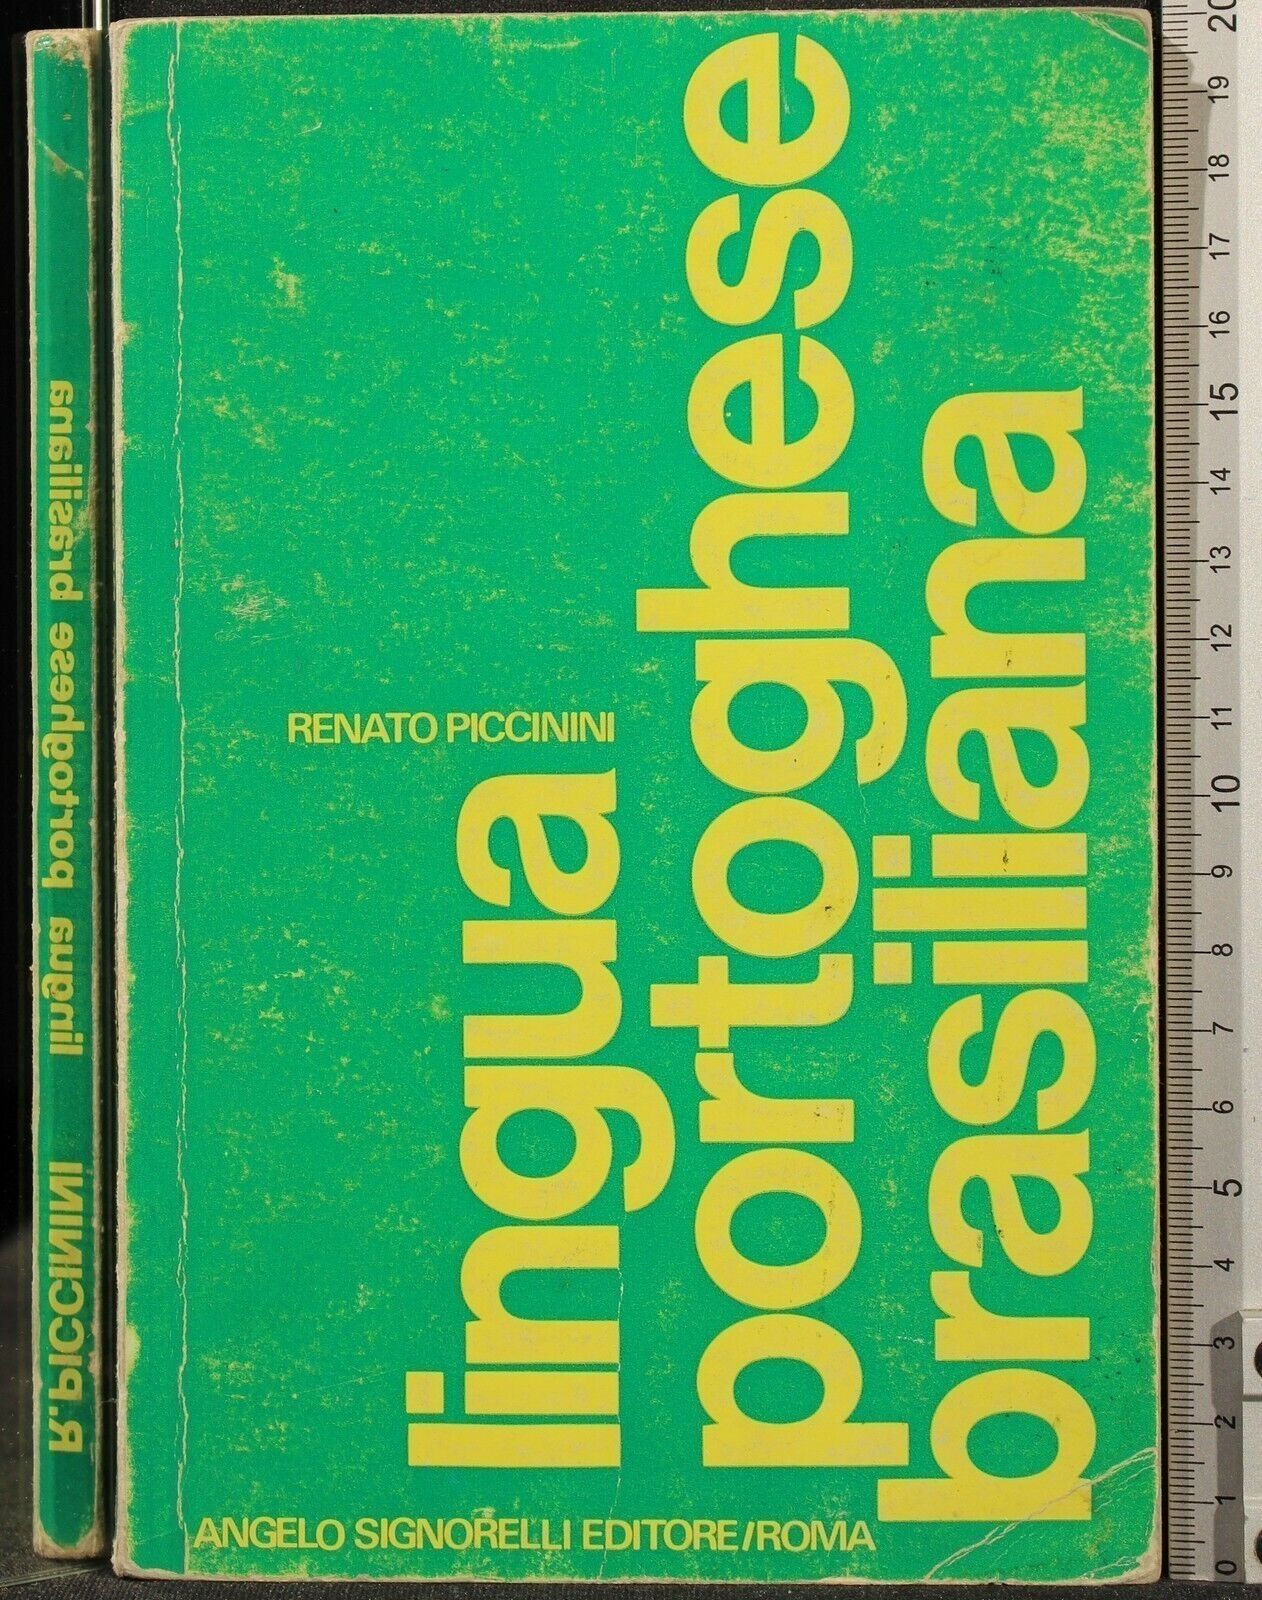 R.PICCININI lingua portoghese brasiliana
RENATO PICCININI
lingua
portoghese
brasiliana
ANGELO SIGNORELLI EDITORE/ROMA
0 1 2 3 4 5 6 7 8 9 10 11 12 13 14 15 16 17 18 19 20